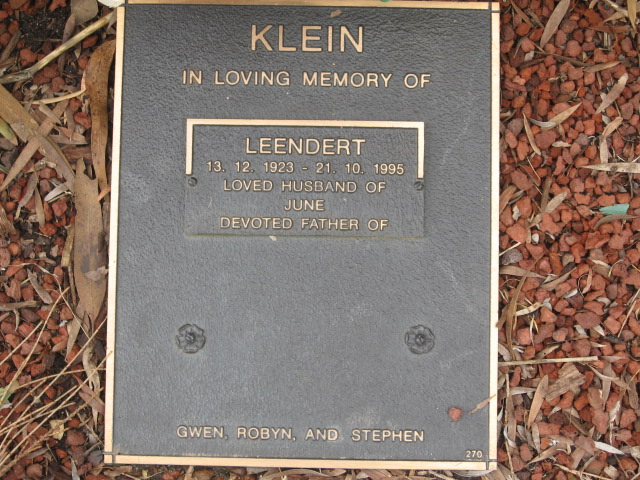 KLEIN
IN LOVING MEMORY OF
LEENDERT
13. 12. 1923 - 21. 10. 1995
LOVED HUSBAND OF
JUNE
DEVOTED FATHER OF
GWEN, ROBYN, AND STEPHEN
270